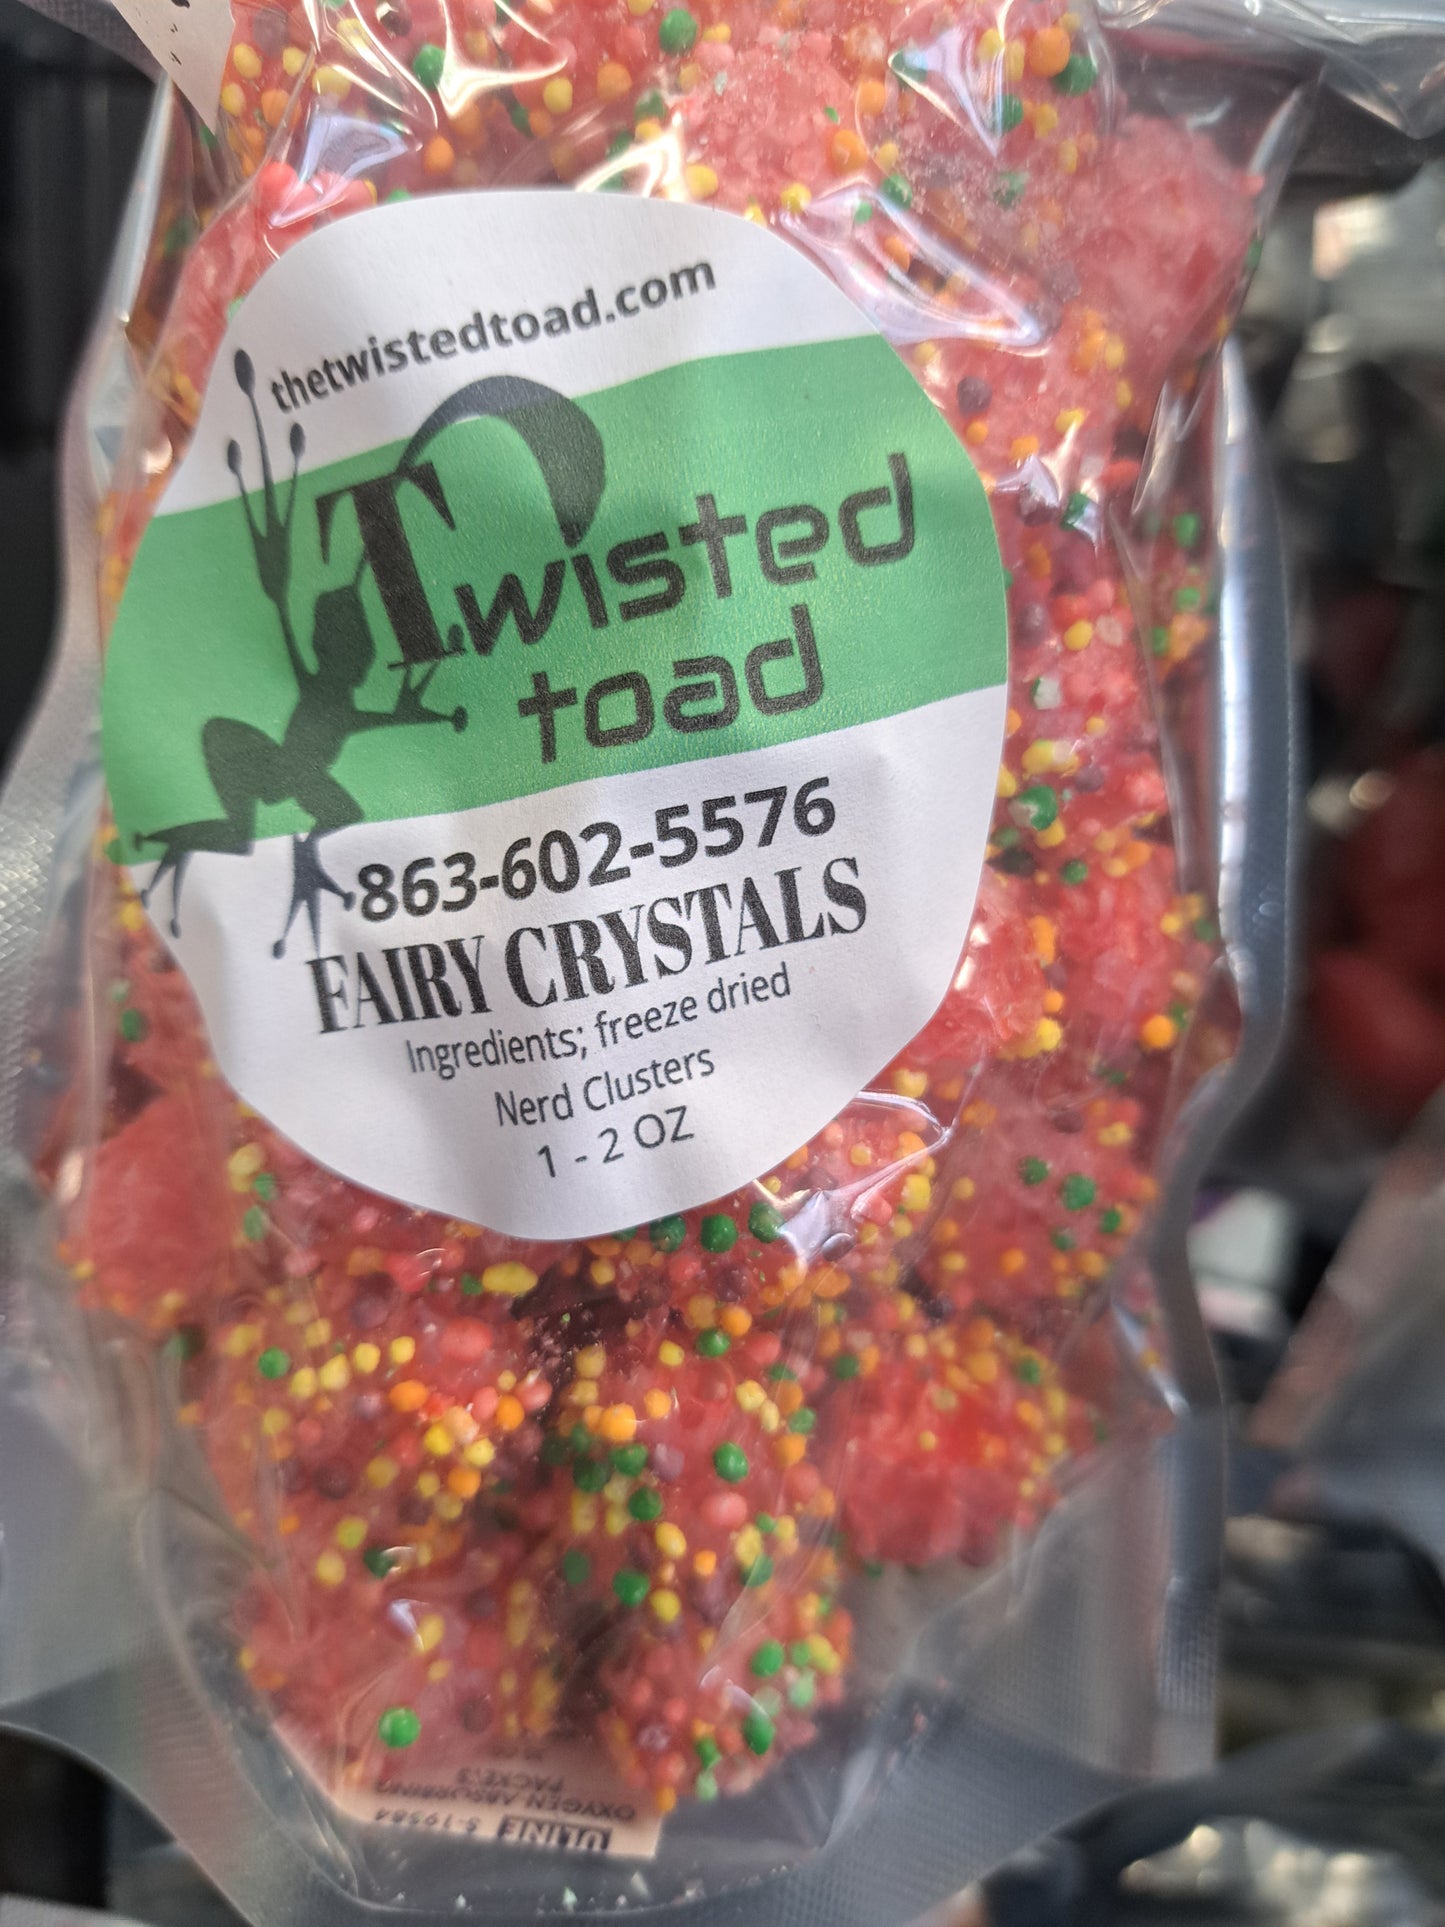 thetwistedtoad.com
Twisted
toad
863-602-5576
FAIRY CRYSTALS
Ingredients; freeze dried
Nerd Clusters
1 - 2 OZ
ULINE S-19584
OXYGEN ABSORBING
PACKETS